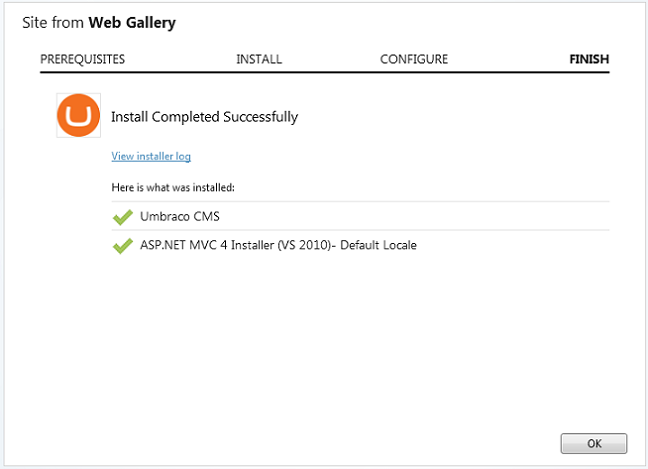 Site from Web Gallery
PREREQUISITES INSTALL CONFIGURE FINISH
Install Completed Successfully
View installer log
Here is what was installed:
Umbraco CMS
ASP.NET MVC 4 Installer (VS 2010)- Default Locale
OK